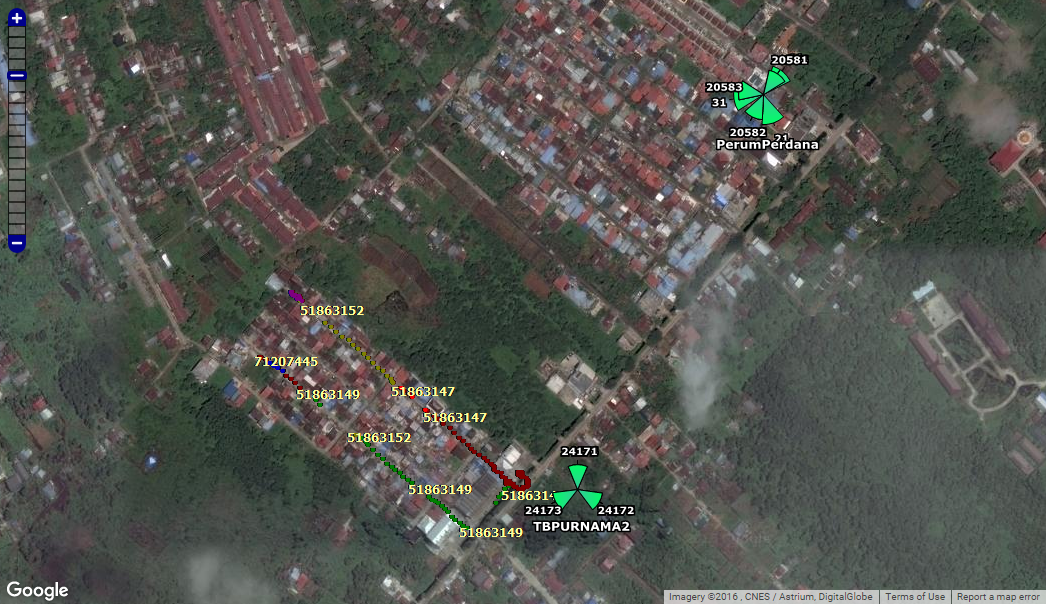 20581
20583
31
20582
21
PerumPerdana
51863152
71207445
51863149
51863147
51863147
51863152
24171
51863149
5186314
24173
24172
TBPURNAMA2
51863149
Google
Imagery ©2016 , CNES / Astrium, DigitalGlobe
Terms of Use
Report a map error